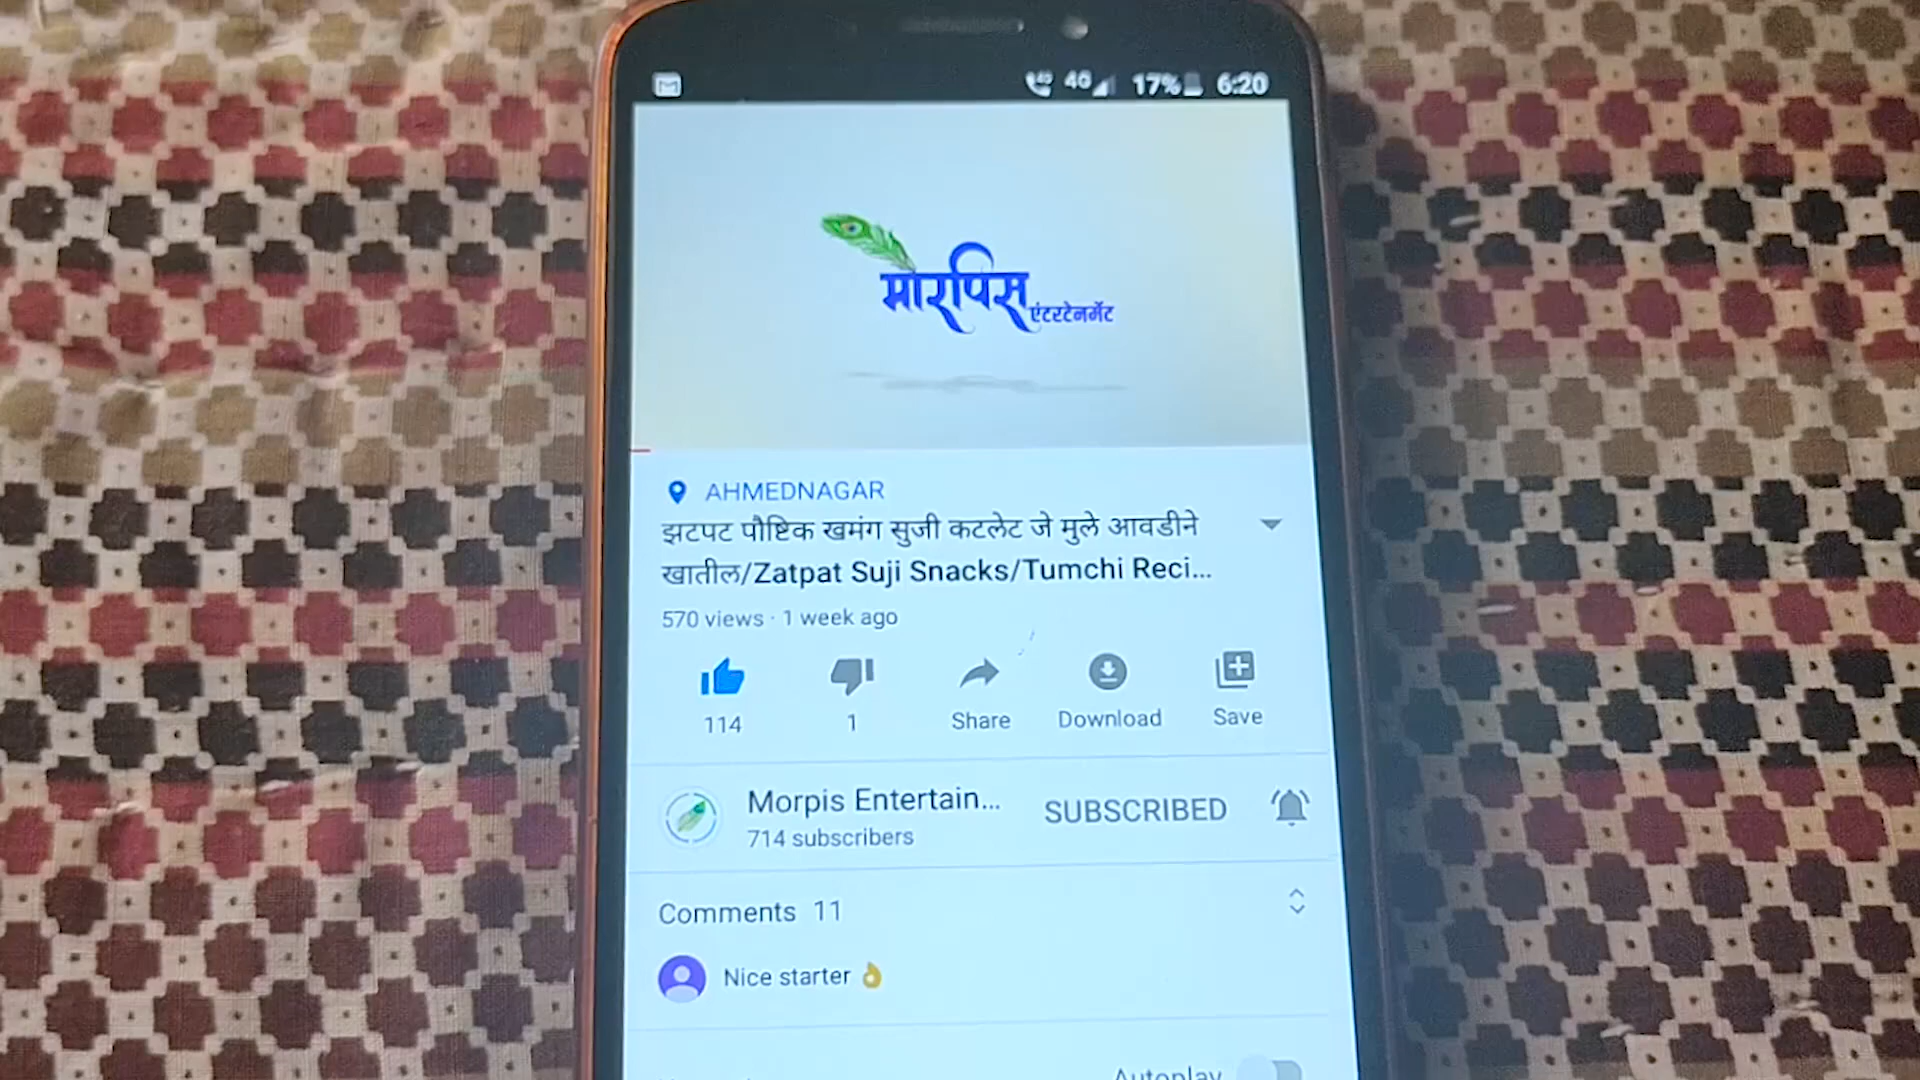 4G 17% 6:20
मोरपिस
एंटरटेनमेंट
AHMEDNAGAR
झटपट पौष्टिक खमंग सुजी कटलेट जे मुले आवडीने
खातील/Zatpat Suji Snacks/Tumchi Reci...
570 views · 1 week ago
114 1 Share Download Save
Morpis Entertain... SUBSCRIBED
714 subscribers
Comments 11
Nice starter 👌
Autoplay